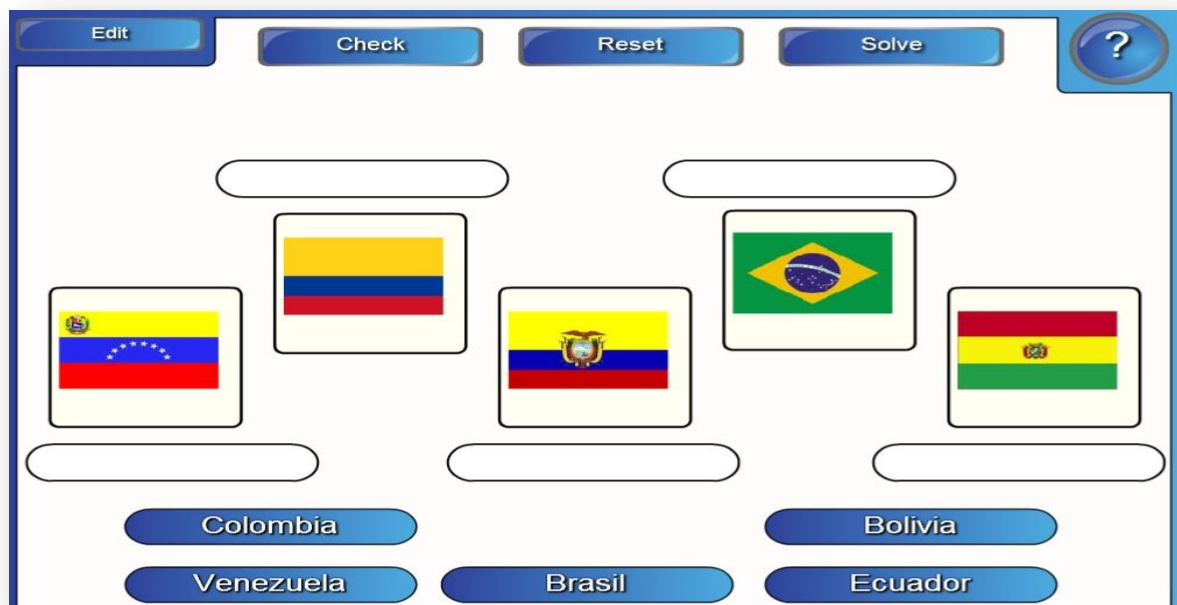 Edit
Check
Reset
Solve
?
Colombia
Bolivia
Venezuela
Brasil
Ecuador